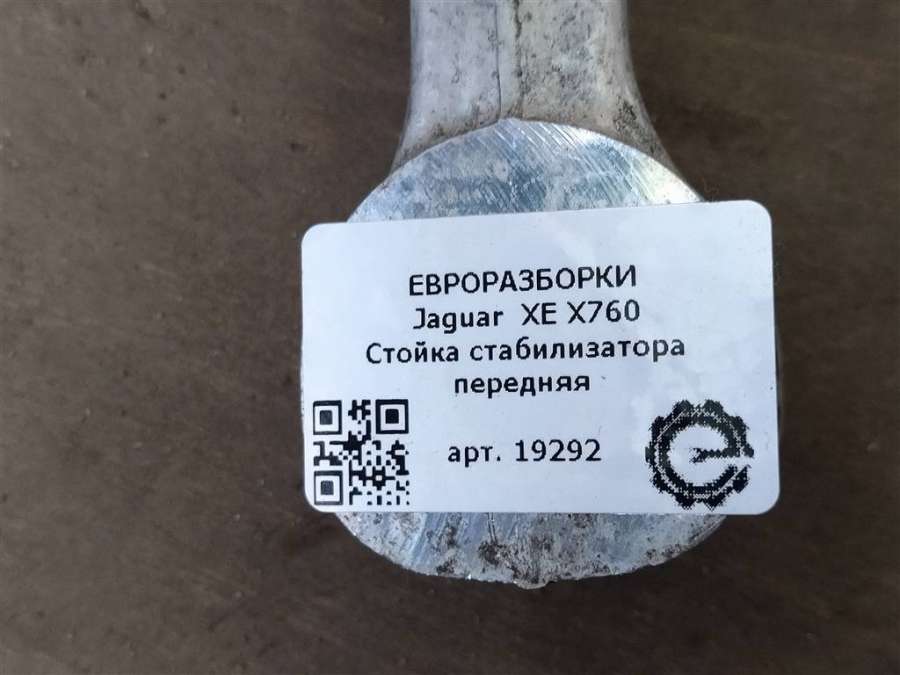 ЕВРОРАЗБОРКИ
Jaguar XE X760
Стойка стабилизатора
передняя
арт. 19292